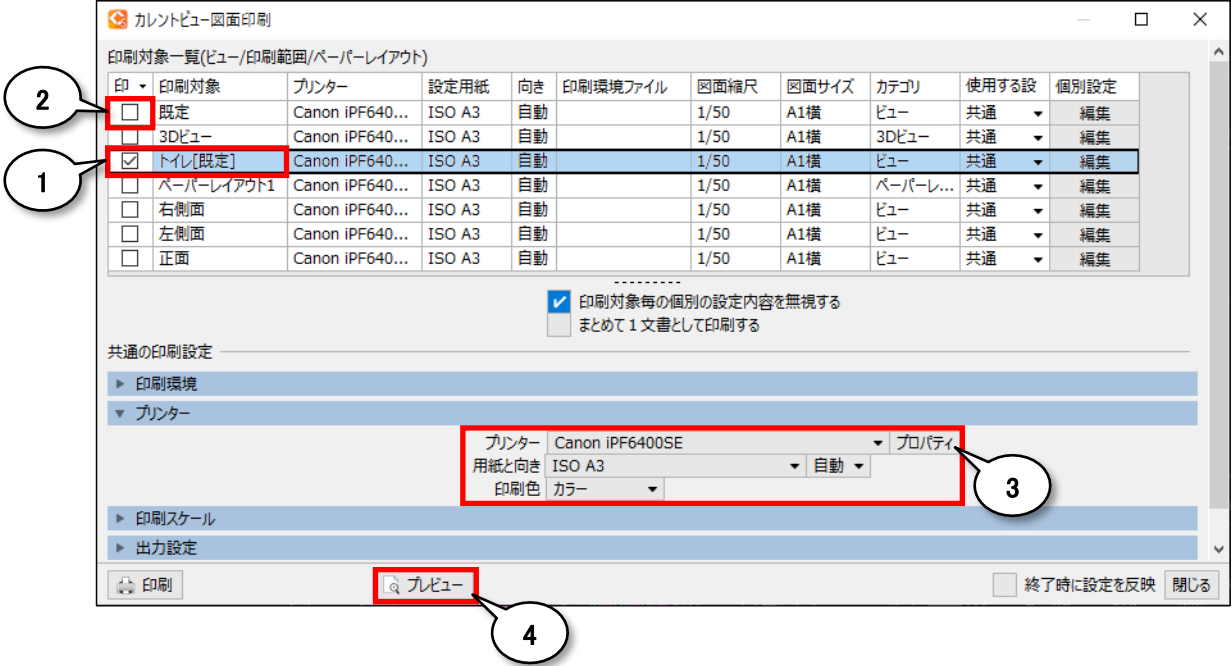 カレントビュー図面印刷
印刷対象一覧(ビュー/印刷範囲/ペーパーレイアウト)
印 印刷対象 プリンター 設定用紙 向き 印刷環境ファイル 図面縮尺 図面サイズ カテゴリ 使用する設 個別設定
2
既定 Canon iPF640... ISO A3 自動 1/50 A1横 ビュー 共通 編集
3Dビュー Canon iPF640... ISO A3 自動 1/50 A1横 3Dビュー 共通 編集
トイレ[既定] Canon iPF640... ISO A3 自動 1/50 A1横 ビュー 共通 編集
1
ペーパーレイアウト1 Canon iPF640... ISO A3 自動 1/50 A1横 ペーパーレ... 共通 編集
右側面 Canon iPF640... ISO A3 自動 1/50 A1横 ビュー 共通 編集
左側面 Canon iPF640... ISO A3 自動 1/50 A1横 ビュー 共通 編集
正面 Canon iPF640... ISO A3 自動 1/50 A1横 ビュー 共通 編集
印刷対象毎の個別の設定内容を無視する
まとめて1文書として印刷する
共通の印刷設定
印刷環境
プリンター
プリンター Canon iPF6400SE プロパティ
用紙と向き ISO A3 自動
印刷色 カラー
3
印刷スケール
出力設定
印刷 プレビュー 終了時に設定を反映 閉じる
4